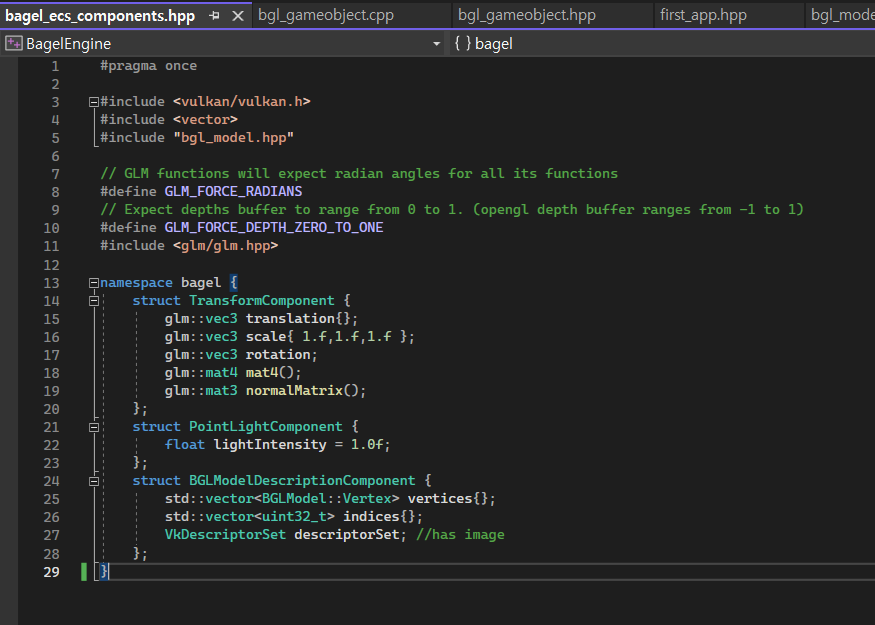 bagel_ecs_components.hpp bgl_gameobject.cpp bgl_gameobject.hpp first_app.hpp bgl_mode
BagelEngine { } bagel
1 #pragma once
2
3 #include <vulkan/vulkan.h>
4 #include <vector>
5 #include "bgl_model.hpp"
6
7 // GLM functions will expect radian angles for all its functions
8 #define GLM_FORCE_RADIANS
9 // Expect depths buffer to range from 0 to 1. (opengl depth buffer ranges from -1 to 1)
10 #define GLM_FORCE_DEPTH_ZERO_TO_ONE
11 #include <glm/glm.hpp>
12
13 namespace bagel {
14 struct TransformComponent {
15 glm::vec3 translation{};
16 glm::vec3 scale{ 1.f,1.f,1.f };
17 glm::vec3 rotation;
18 glm::mat4 mat4();
19 glm::mat3 normalMatrix();
20 };
21 struct PointLightComponent {
22 float lightIntensity = 1.0f;
23 };
24 struct BGLModelDescriptionComponent {
25 std::vector<BGLModel::Vertex> vertices{};
26 std::vector<uint32_t> indices{};
27 VkDescriptorSet descriptorSet; //has image
28 };
29 }